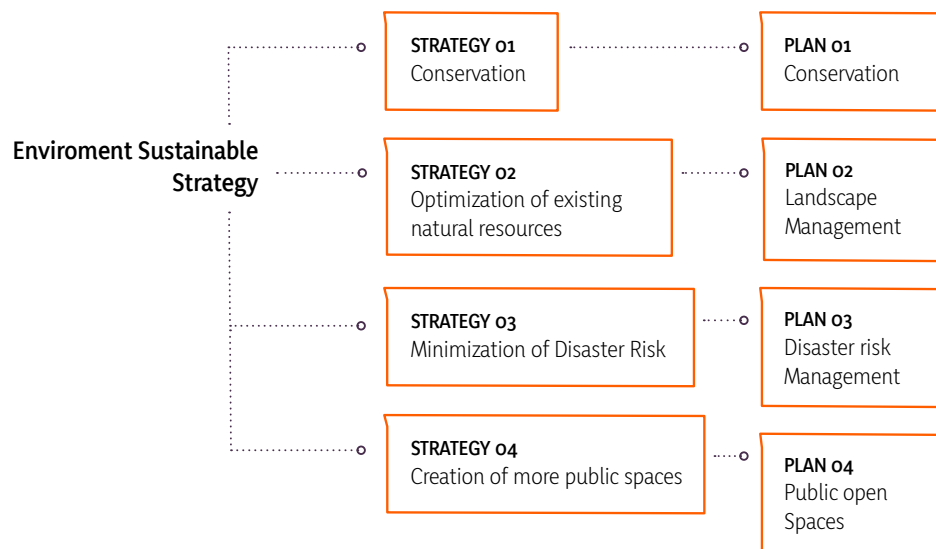 Enviroment Sustainable
Strategy
STRATEGY 01
Conservation
PLAN 01
Conservation
STRATEGY 02
Optimization of existing
natural resources
PLAN 02
Landscape
Management
STRATEGY 03
Minimization of Disaster Risk
PLAN 03
Disaster risk
Management
STRATEGY 04
Creation of more public spaces
PLAN 04
Public open
Spaces